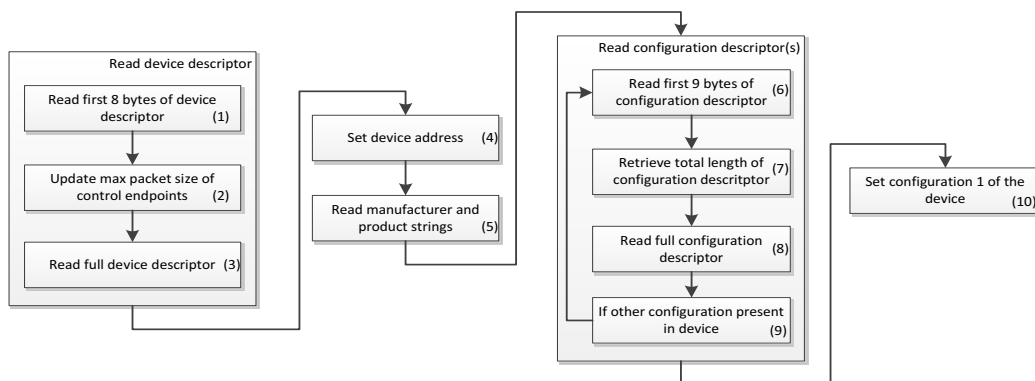 Read device descriptor
Read first 8 bytes of device
descriptor (1)
Update max packet size of
control endpoints (2)
Read full device descriptor (3)
Set device address (4)
Read manufacturer and
product strings (5)
Read configuration descriptor(s)
Read first 9 bytes of (6)
configuration descriptor
Retrieve total length of (7)
configuration descritptor
Read full configuration (8)
descriptor
If other configuration present
in device (9)
Set configuration 1 of the
device (10)